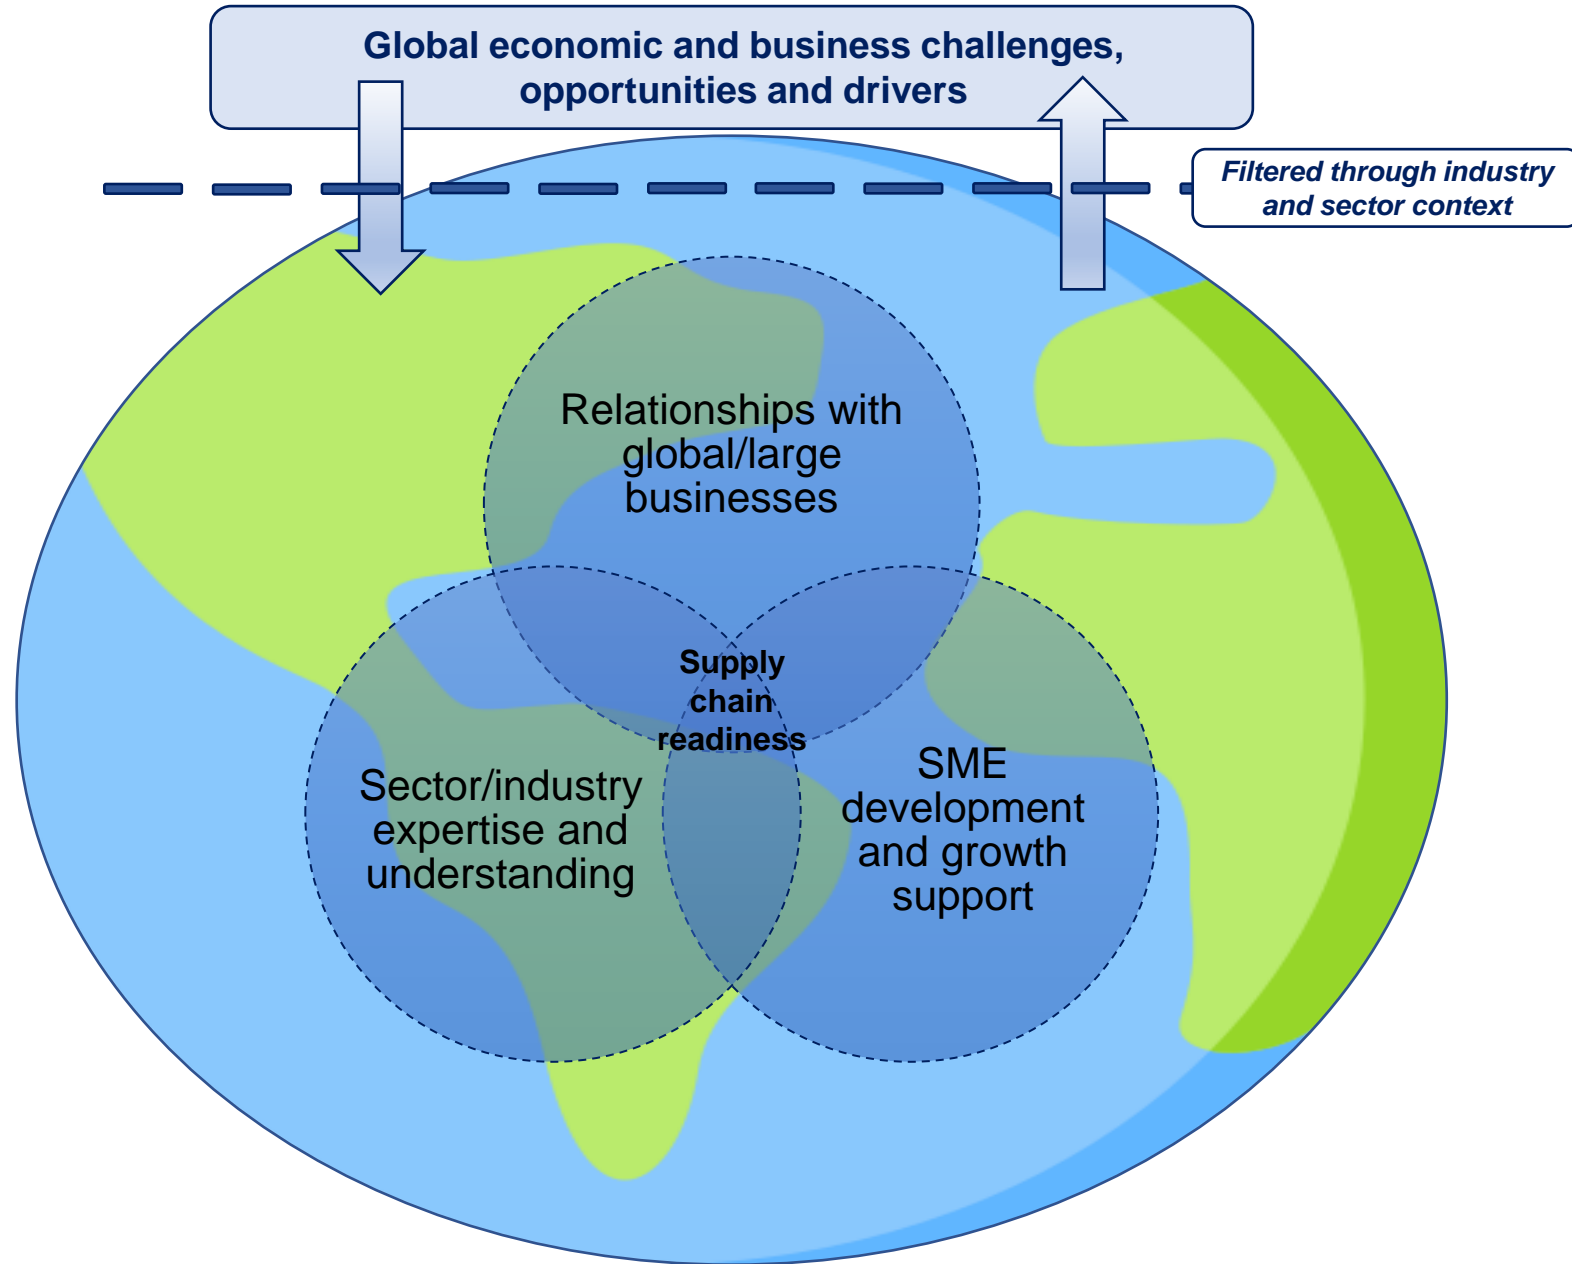 Global economic and business challenges,
opportunities and drivers
Filtered through industry
and sector context
Relationships with
global/large
businesses
Supply
chain
readiness
Sector/industry
expertise and
understanding
SME
development
and growth
support